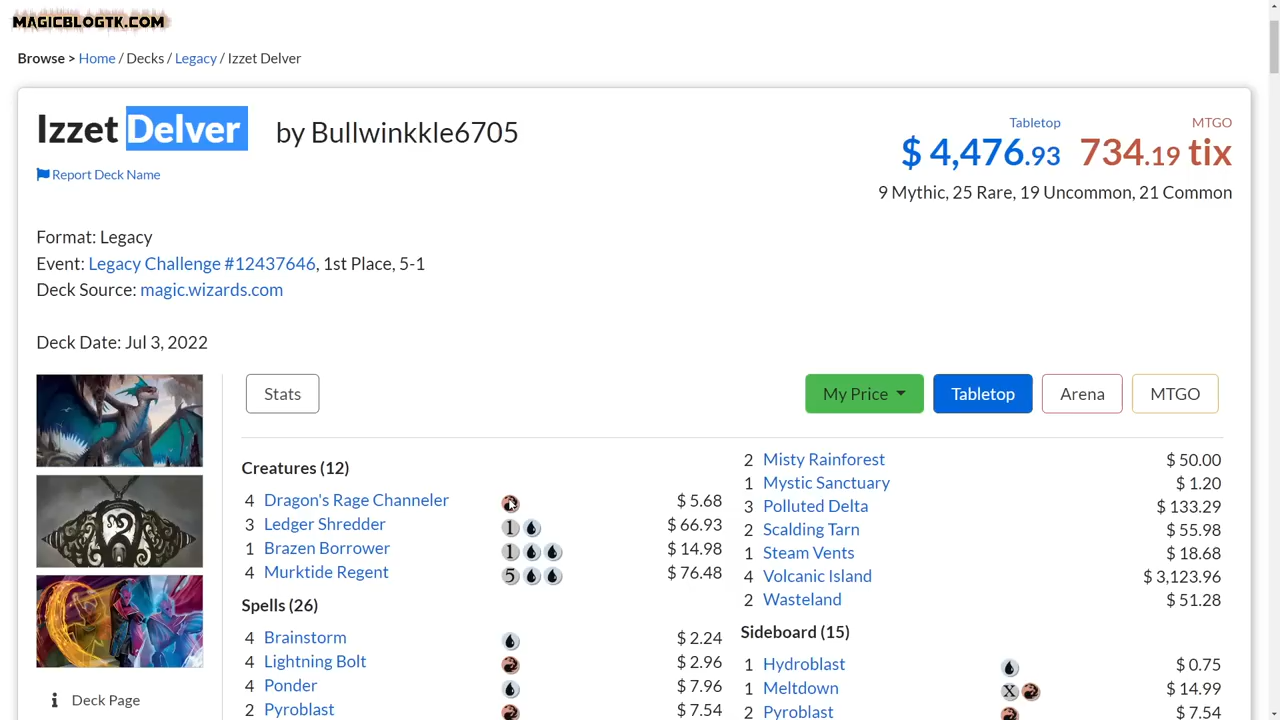 MAGICBLOGTK.COM
Browse > Home / Decks / Legacy / Izzet Delver
Izzet Delver by Bullwinkkle6705
Report Deck Name
Tabletop MTGO
$ 4,476.93 734.19 tix
9 Mythic, 25 Rare, 19 Uncommon, 21 Common
Format: Legacy
Event: Legacy Challenge #12437646, 1st Place, 5-1
Deck Source: magic.wizards.com
Deck Date: Jul 3, 2022
Stats
My Price Tabletop Arena MTGO
Creatures (12)
4 Dragon's Rage Channeler $ 5.68
3 Ledger Shredder 1 $ 66.93
1 Brazen Borrower 1 $ 14.98
4 Murktide Regent 5 $ 76.48
Spells (26)
4 Brainstorm $ 2.24
4 Lightning Bolt $ 2.96
4 Ponder $ 7.96
2 Pyroblast $ 7.54
2 Misty Rainforest $ 50.00
1 Mystic Sanctuary $ 1.20
3 Polluted Delta $ 133.29
2 Scalding Tarn $ 55.98
1 Steam Vents $ 18.68
4 Volcanic Island $ 3,123.96
2 Wasteland $ 51.28
Sideboard (15)
1 Hydroblast $ 0.75
1 Meltdown X $ 14.99
2 Pyroblast $ 7.54
Deck Page